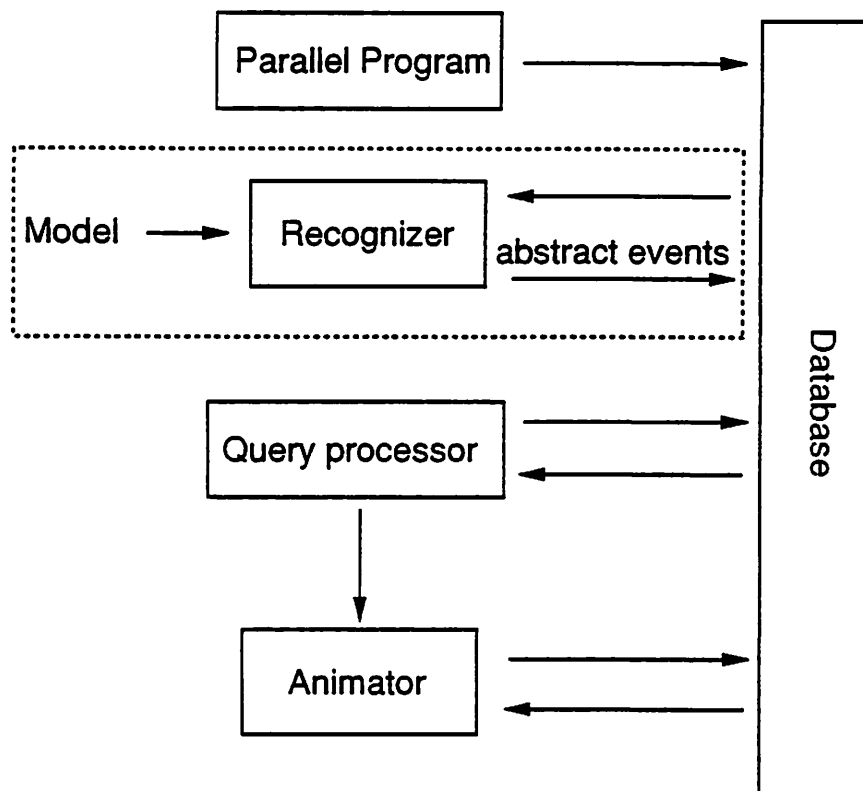 Parallel Program
Model
Recognizer
abstract events
Database
Query processor
Animator